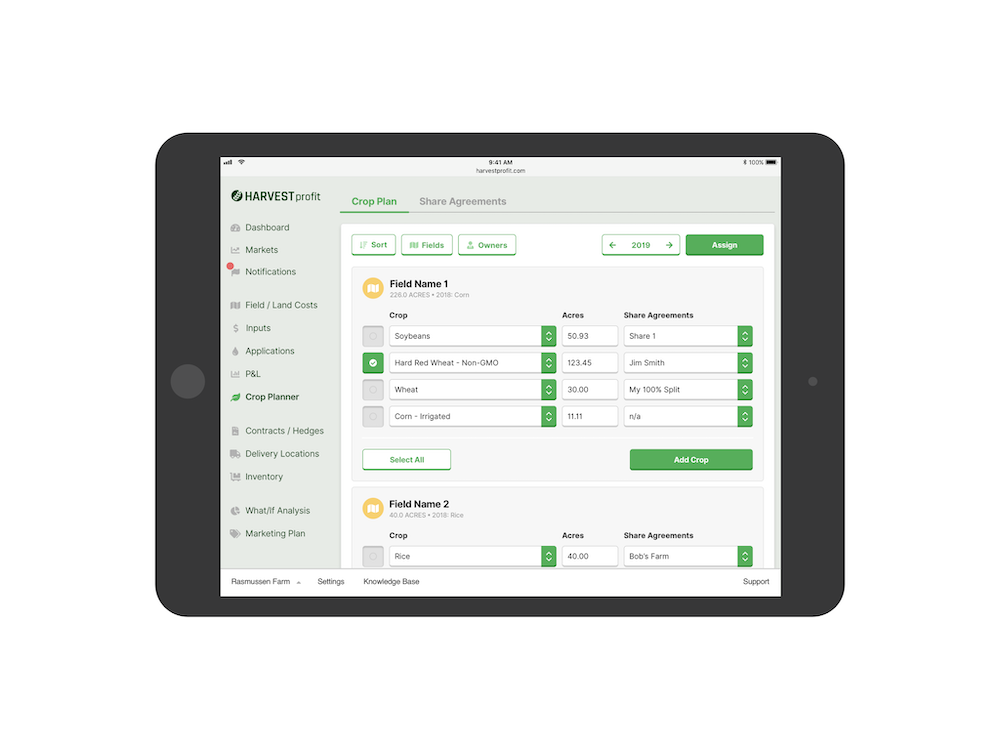 9:41 AM
100%
harvestprofit.com
HARVESTprofit
Dashboard
Markets
Notifications
Field / Land Costs
Inputs
Applications
P&L
Crop Planner
Contracts / Hedges
Delivery Locations
Inventory
What/If Analysis
Marketing Plan
Crop Plan Share Agreements
Sort Fields Owners 2019 Assign
Field Name 1
226.0 ACRES • 2018: Corn
Crop Acres Share Agreements
Soybeans 50.93 Share 1
Hard Red Wheat - Non-GMO 123.45 Jim Smith
Wheat 30.00 My 100% Split
Corn - Irrigated 11.11 n/a
Select All Add Crop
Field Name 2
40.0 ACRES • 2018: Rice
Crop Acres Share Agreements
Rice 40.00 Bob's Farm
Rasmussen Farm Settings Knowledge Base Support